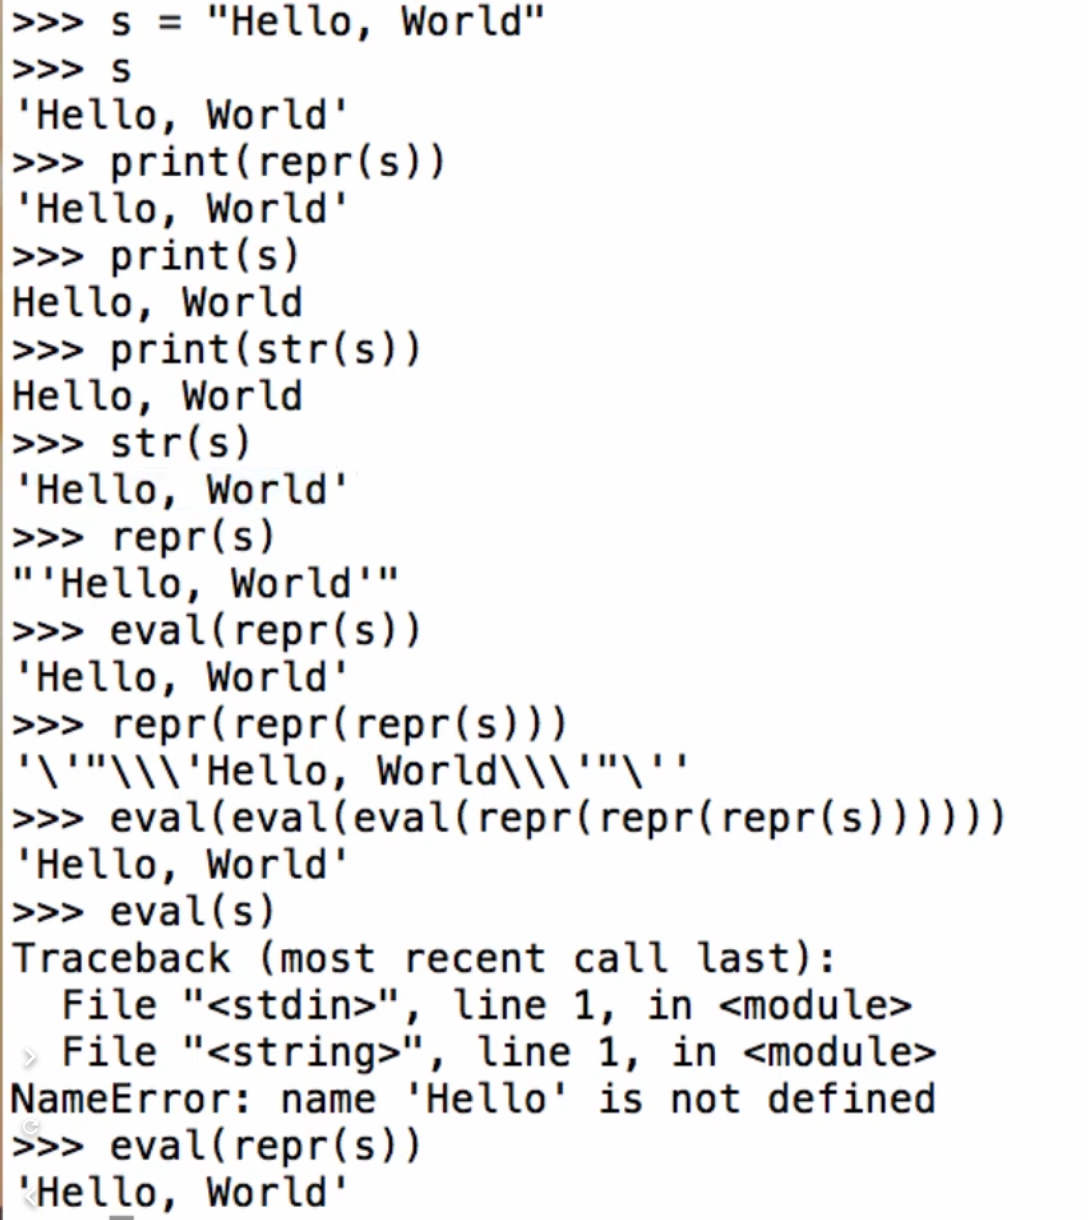 >>> s = "Hello, World"
>>> s
'Hello, World'
>>> print(repr(s))
'Hello, World'
>>> print(s)
Hello, World
>>> print(str(s))
Hello, World
>>> str(s)
'Hello, World'
>>> repr(s)
"'Hello, World'"
>>> eval(repr(s))
'Hello, World'
>>> repr(repr(repr(s)))
'\'"\\\'Hello, World\\\'"\''
>>> eval(eval(eval(repr(repr(repr(s))))))
'Hello, World'
>>> eval(s)
Traceback (most recent call last):
  File "<stdin>", line 1, in <module>
  File "<string>", line 1, in <module>
NameError: name 'Hello' is not defined
>>> eval(repr(s))
'Hello, World'